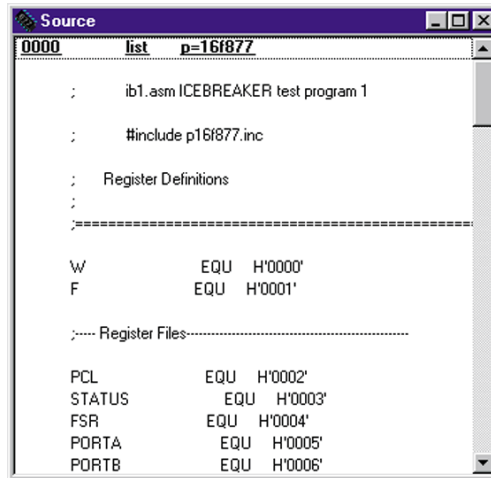 Source
0000 list p=16f877
; ib1.asm ICEBREAKER test program 1
; #include p16f877.inc
; Register Definitions
;
;================================================
W EQU H'0000'
F EQU H'0001'
;----- Register Files------------------------------------------------------
PCL EQU H'0002'
STATUS EQU H'0003'
FSR EQU H'0004'
PORTA EQU H'0005'
PORTB EQU H'0006'